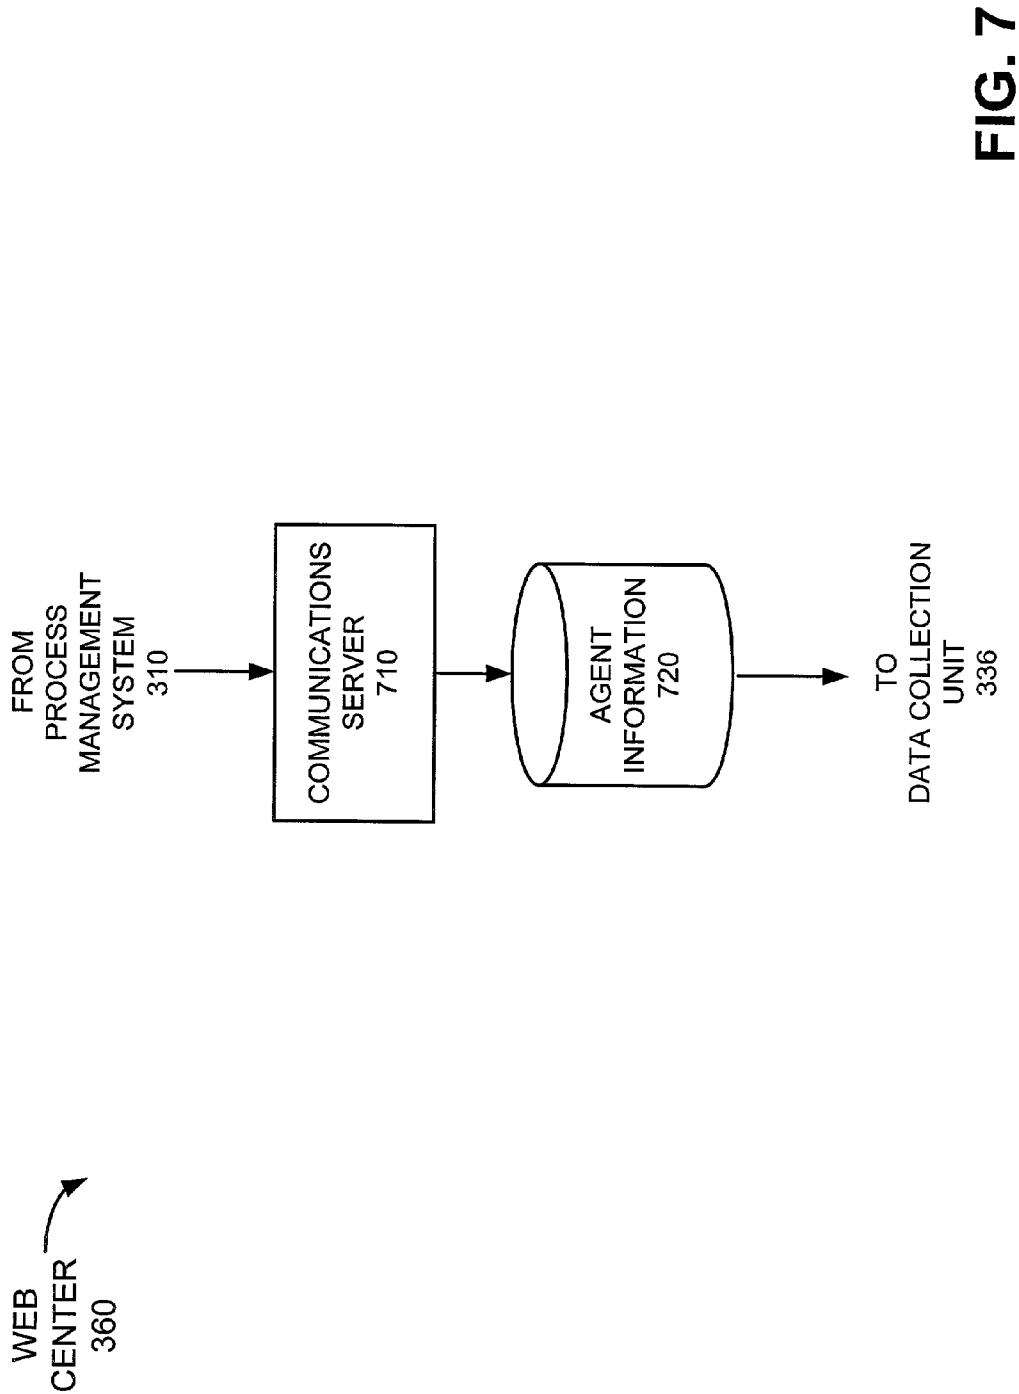 WEB
CENTER
360
FROM
PROCESS
MANAGEMENT
SYSTEM
310
COMMUNICATIONS
SERVER
710
AGENT
INFORMATION
720
TO
DATA COLLECTION
UNIT
336
FIG. 7